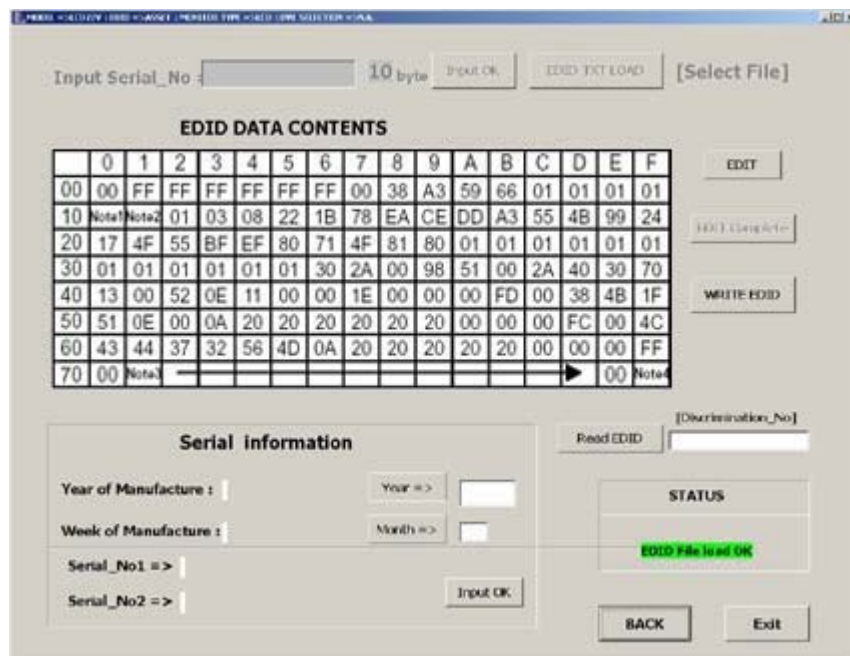 Input Serial_No :
10 byte
Input OK
EDID TXT LOAD
[Select File]
EDID DATA CONTENTS
0 1 2 3 4 5 6 7 8 9 A B C D E F
00 00 FF FF FF FF FF FF 00 38 A3 59 66 01 01 01 01
10 Note1 Note2 01 03 08 22 1B 78 EA CE DD A3 55 4B 99 24
20 17 4F 55 BF EF 80 71 4F 81 80 01 01 01 01 01 01
30 01 01 01 01 01 01 30 2A 00 98 51 00 2A 40 30 70
40 13 00 52 0E 11 00 00 1E 00 00 00 FD 00 38 4B 1F
50 51 0E 00 0A 20 20 20 20 20 20 00 00 00 FC 00 4C
60 43 44 37 32 56 4D 0A 20 20 20 20 20 00 00 00 FF
70 00 Note3 00 Note4
EDIT
EDIT Complete
WRITE EDID
Serial information
Year of Manufacture :
Year =>
Week of Manufacture :
Month =>
Serial_No1 =>
Serial_No2 =>
Input OK
Read EDID
[Discrimination_No]
STATUS
EDID File load OK
BACK
Exit